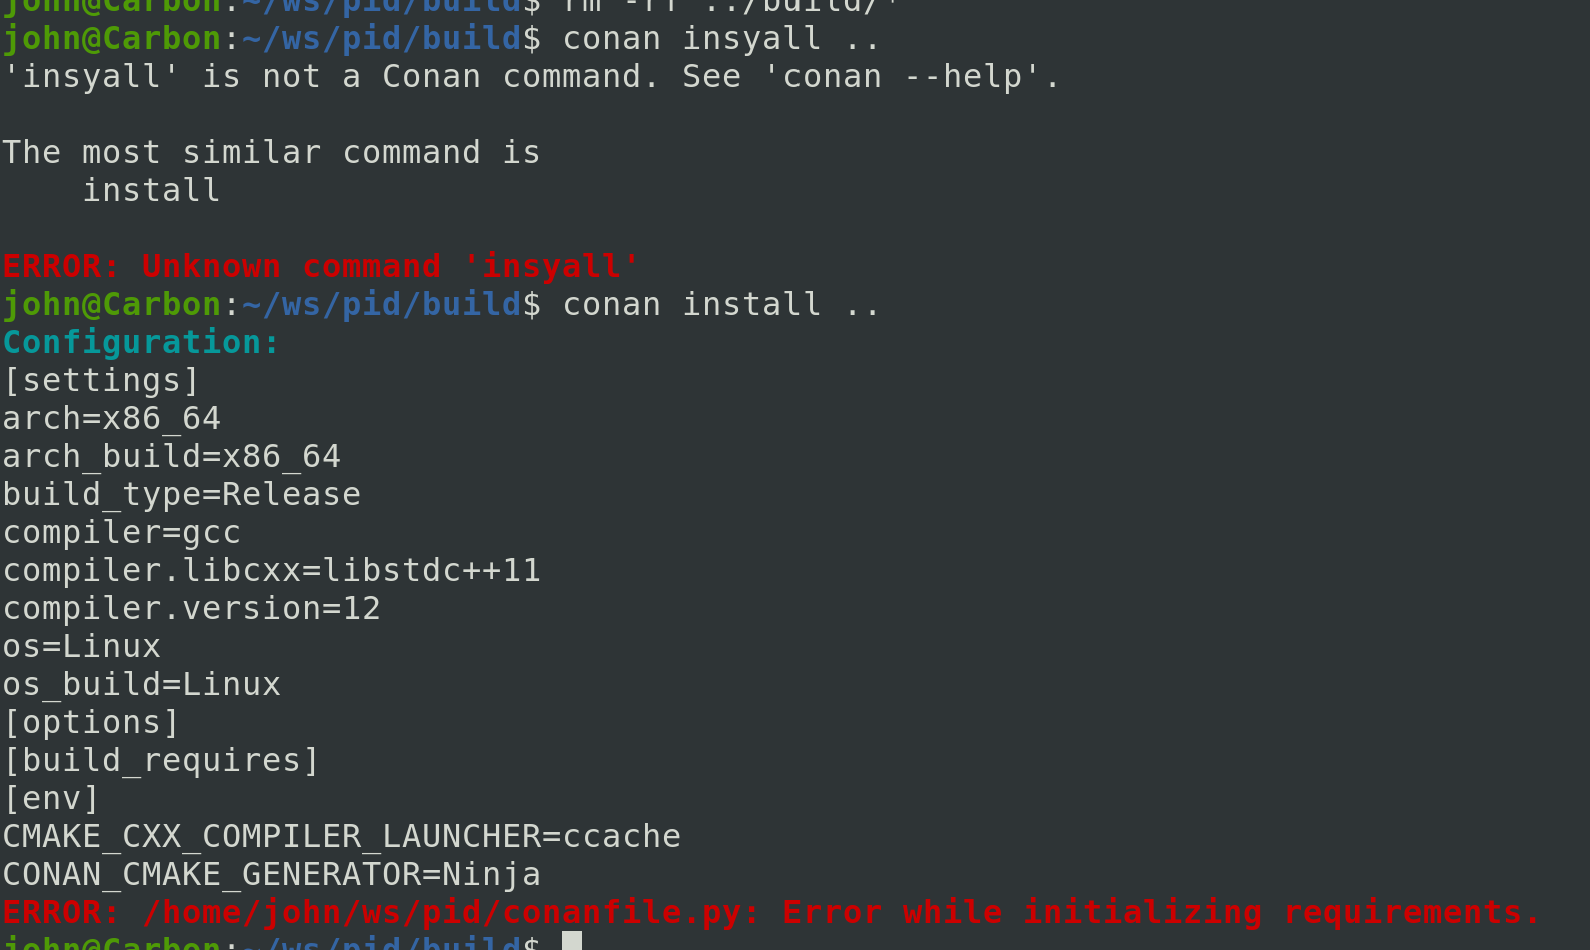 john@Carbon:~/ws/pid/build$ rm -rf ../build/*
john@Carbon:~/ws/pid/build$ conan insyall ..
'insyall' is not a Conan command. See 'conan --help'.

The most similar command is
    install

ERROR: Unknown command 'insyall'
john@Carbon:~/ws/pid/build$ conan install ..
Configuration:
[settings]
arch=x86_64
arch_build=x86_64
build_type=Release
compiler=gcc
compiler.libcxx=libstdc++11
compiler.version=12
os=Linux
os_build=Linux
[options]
[build_requires]
[env]
CMAKE_CXX_COMPILER_LAUNCHER=ccache
CONAN_CMAKE_GENERATOR=Ninja
ERROR: /home/john/ws/pid/conanfile.py: Error while initializing requirements.
john@Carbon:~/ws/pid/build$